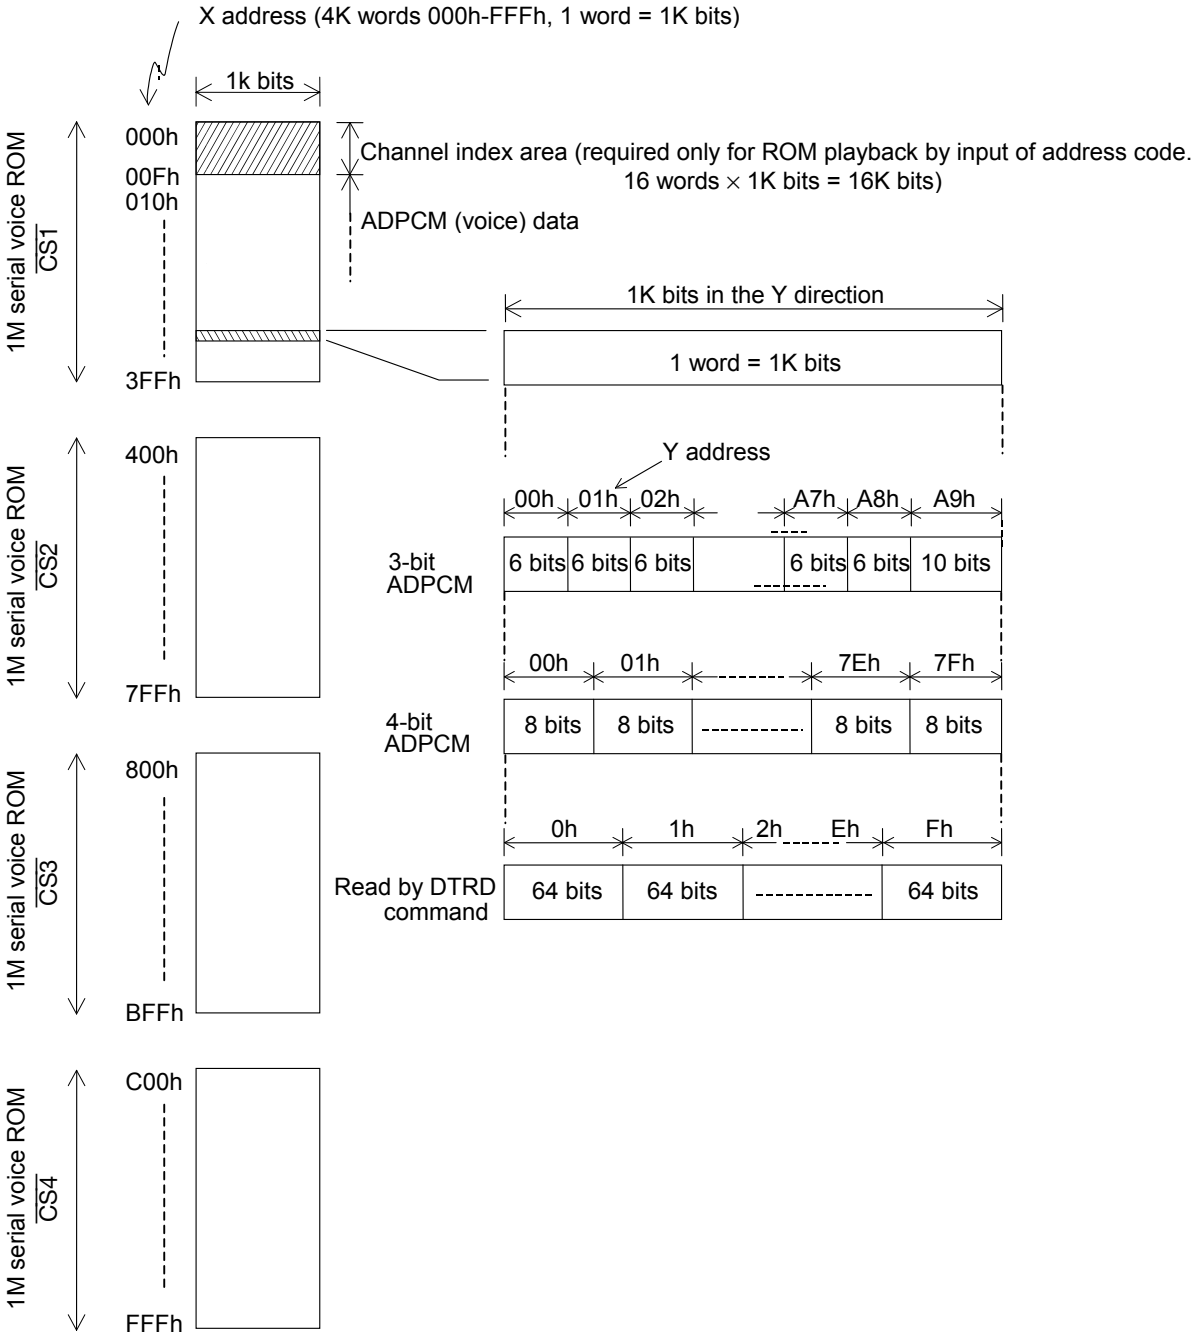 X address (4K words 000h-FFFh, 1 word = 1K bits)
1k bits
1M serial voice ROM
CS1
000h
00Fh
010h
3FFh
Channel index area (required only for ROM playback by input of address code.
16 words × 1K bits = 16K bits)
ADPCM (voice) data
1K bits in the Y direction
1 word = 1K bits
1M serial voice ROM
CS2
400h
7FFh
Y address
00h 01h 02h A7h A8h A9h
3-bit
ADPCM
6 bits 6 bits 6 bits 6 bits 6 bits 10 bits
00h 01h 7Eh 7Fh
4-bit
ADPCM
8 bits 8 bits 8 bits 8 bits
1M serial voice ROM
CS3
800h
BFFh
0h 1h 2h Eh Fh
Read by DTRD
command
64 bits 64 bits 64 bits
1M serial voice ROM
CS4
C00h
FFFh